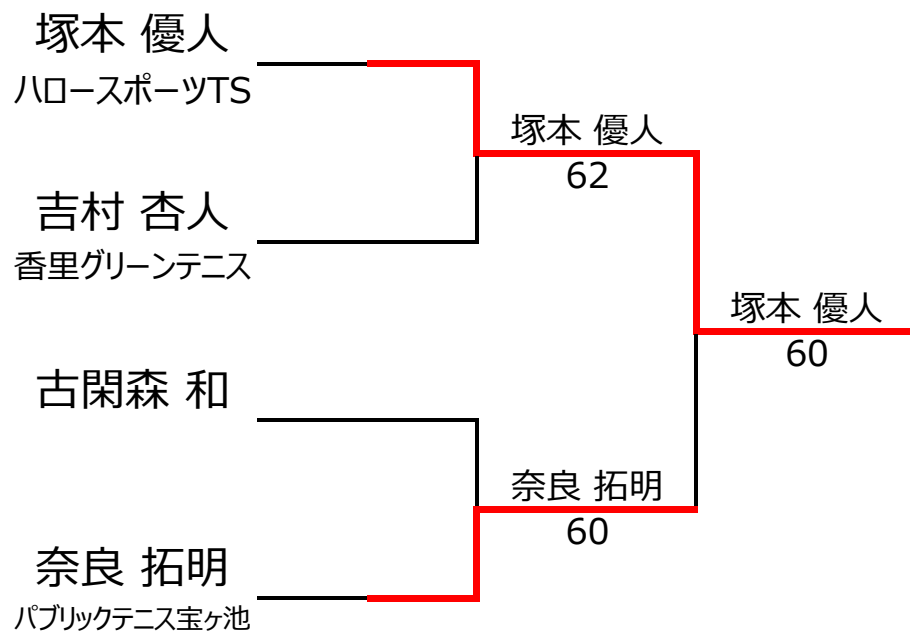 塚本 優人
ハロースポーツTS
吉村 杏人
香里グリーンテニス
古閑森 和
奈良 拓明
パブリックテニス宝ヶ池
塚本 優人
62
奈良 拓明
60
塚本 優人
60